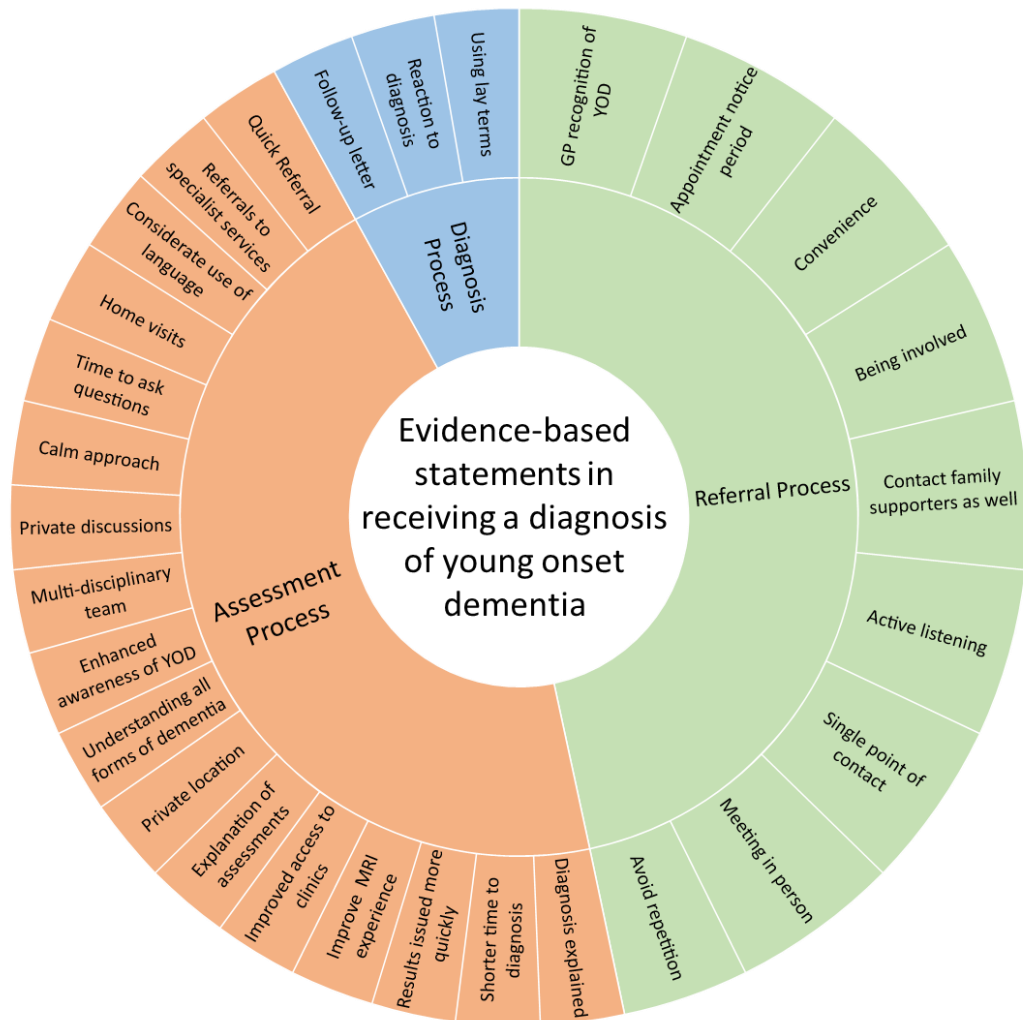 Evidence-based
statements in
receiving a diagnosis
of young onset
dementia
Referral Process
GP recognition of
YOD
Appointment notice
period
Convenience
Being involved
Contact family
supporters as well
Active listening
Single point of
contact
Meeting in person
Avoid repetition
Assessment
Process
Diagnosis explained
Shorter time to
diagnosis
Results issued more
quickly
Improve MRI
experience
Improved access to
clinics
Explanation of
assessments
Private location
Understanding all
forms of dementia
Enhanced
awareness of YOD
Multi-disciplinary
team
Private discussions
Calm approach
Time to ask
questions
Home visits
Considerate use of
language
Referrals to
specialist services
Quick Referral
Diagnosis
Process
Follow-up letter
Reaction to
diagnosis
Using lay terms